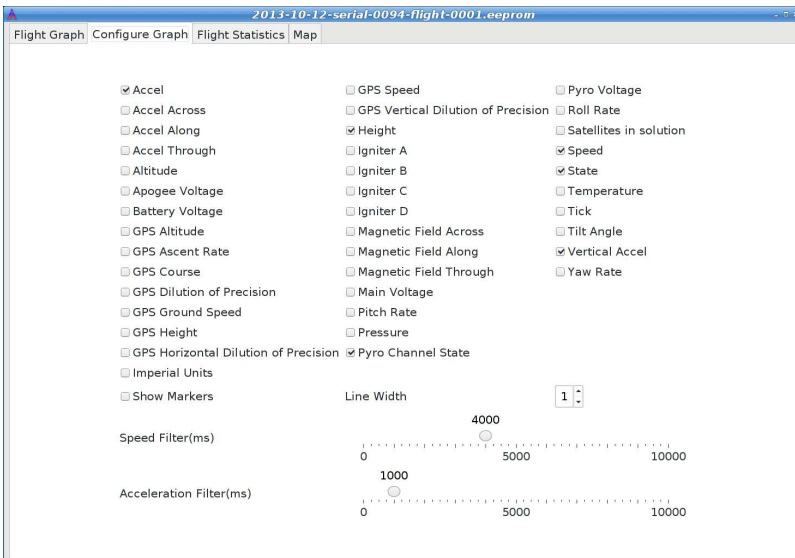 2013-10-12-serial-0094-flight-0001.eeprom
Flight Graph Configure Graph Flight Statistics Map
Accel GPS Speed Pyro Voltage
Accel Across GPS Vertical Dilution of Precision Roll Rate
Accel Along Height Satellites in solution
Accel Through Igniter A Speed
Altitude Igniter B State
Apogee Voltage Igniter C Temperature
Battery Voltage Igniter D Tick
GPS Altitude Magnetic Field Across Tilt Angle
GPS Ascent Rate Magnetic Field Along Vertical Accel
GPS Course Magnetic Field Through Yaw Rate
GPS Dilution of Precision Main Voltage
GPS Ground Speed Pitch Rate
GPS Height Pressure
GPS Horizontal Dilution of Precision Pyro Channel State
Imperial Units
Show Markers Line Width 1
4000
Speed Filter(ms)
0 5000 10000
1000
Acceleration Filter(ms)
0 5000 10000